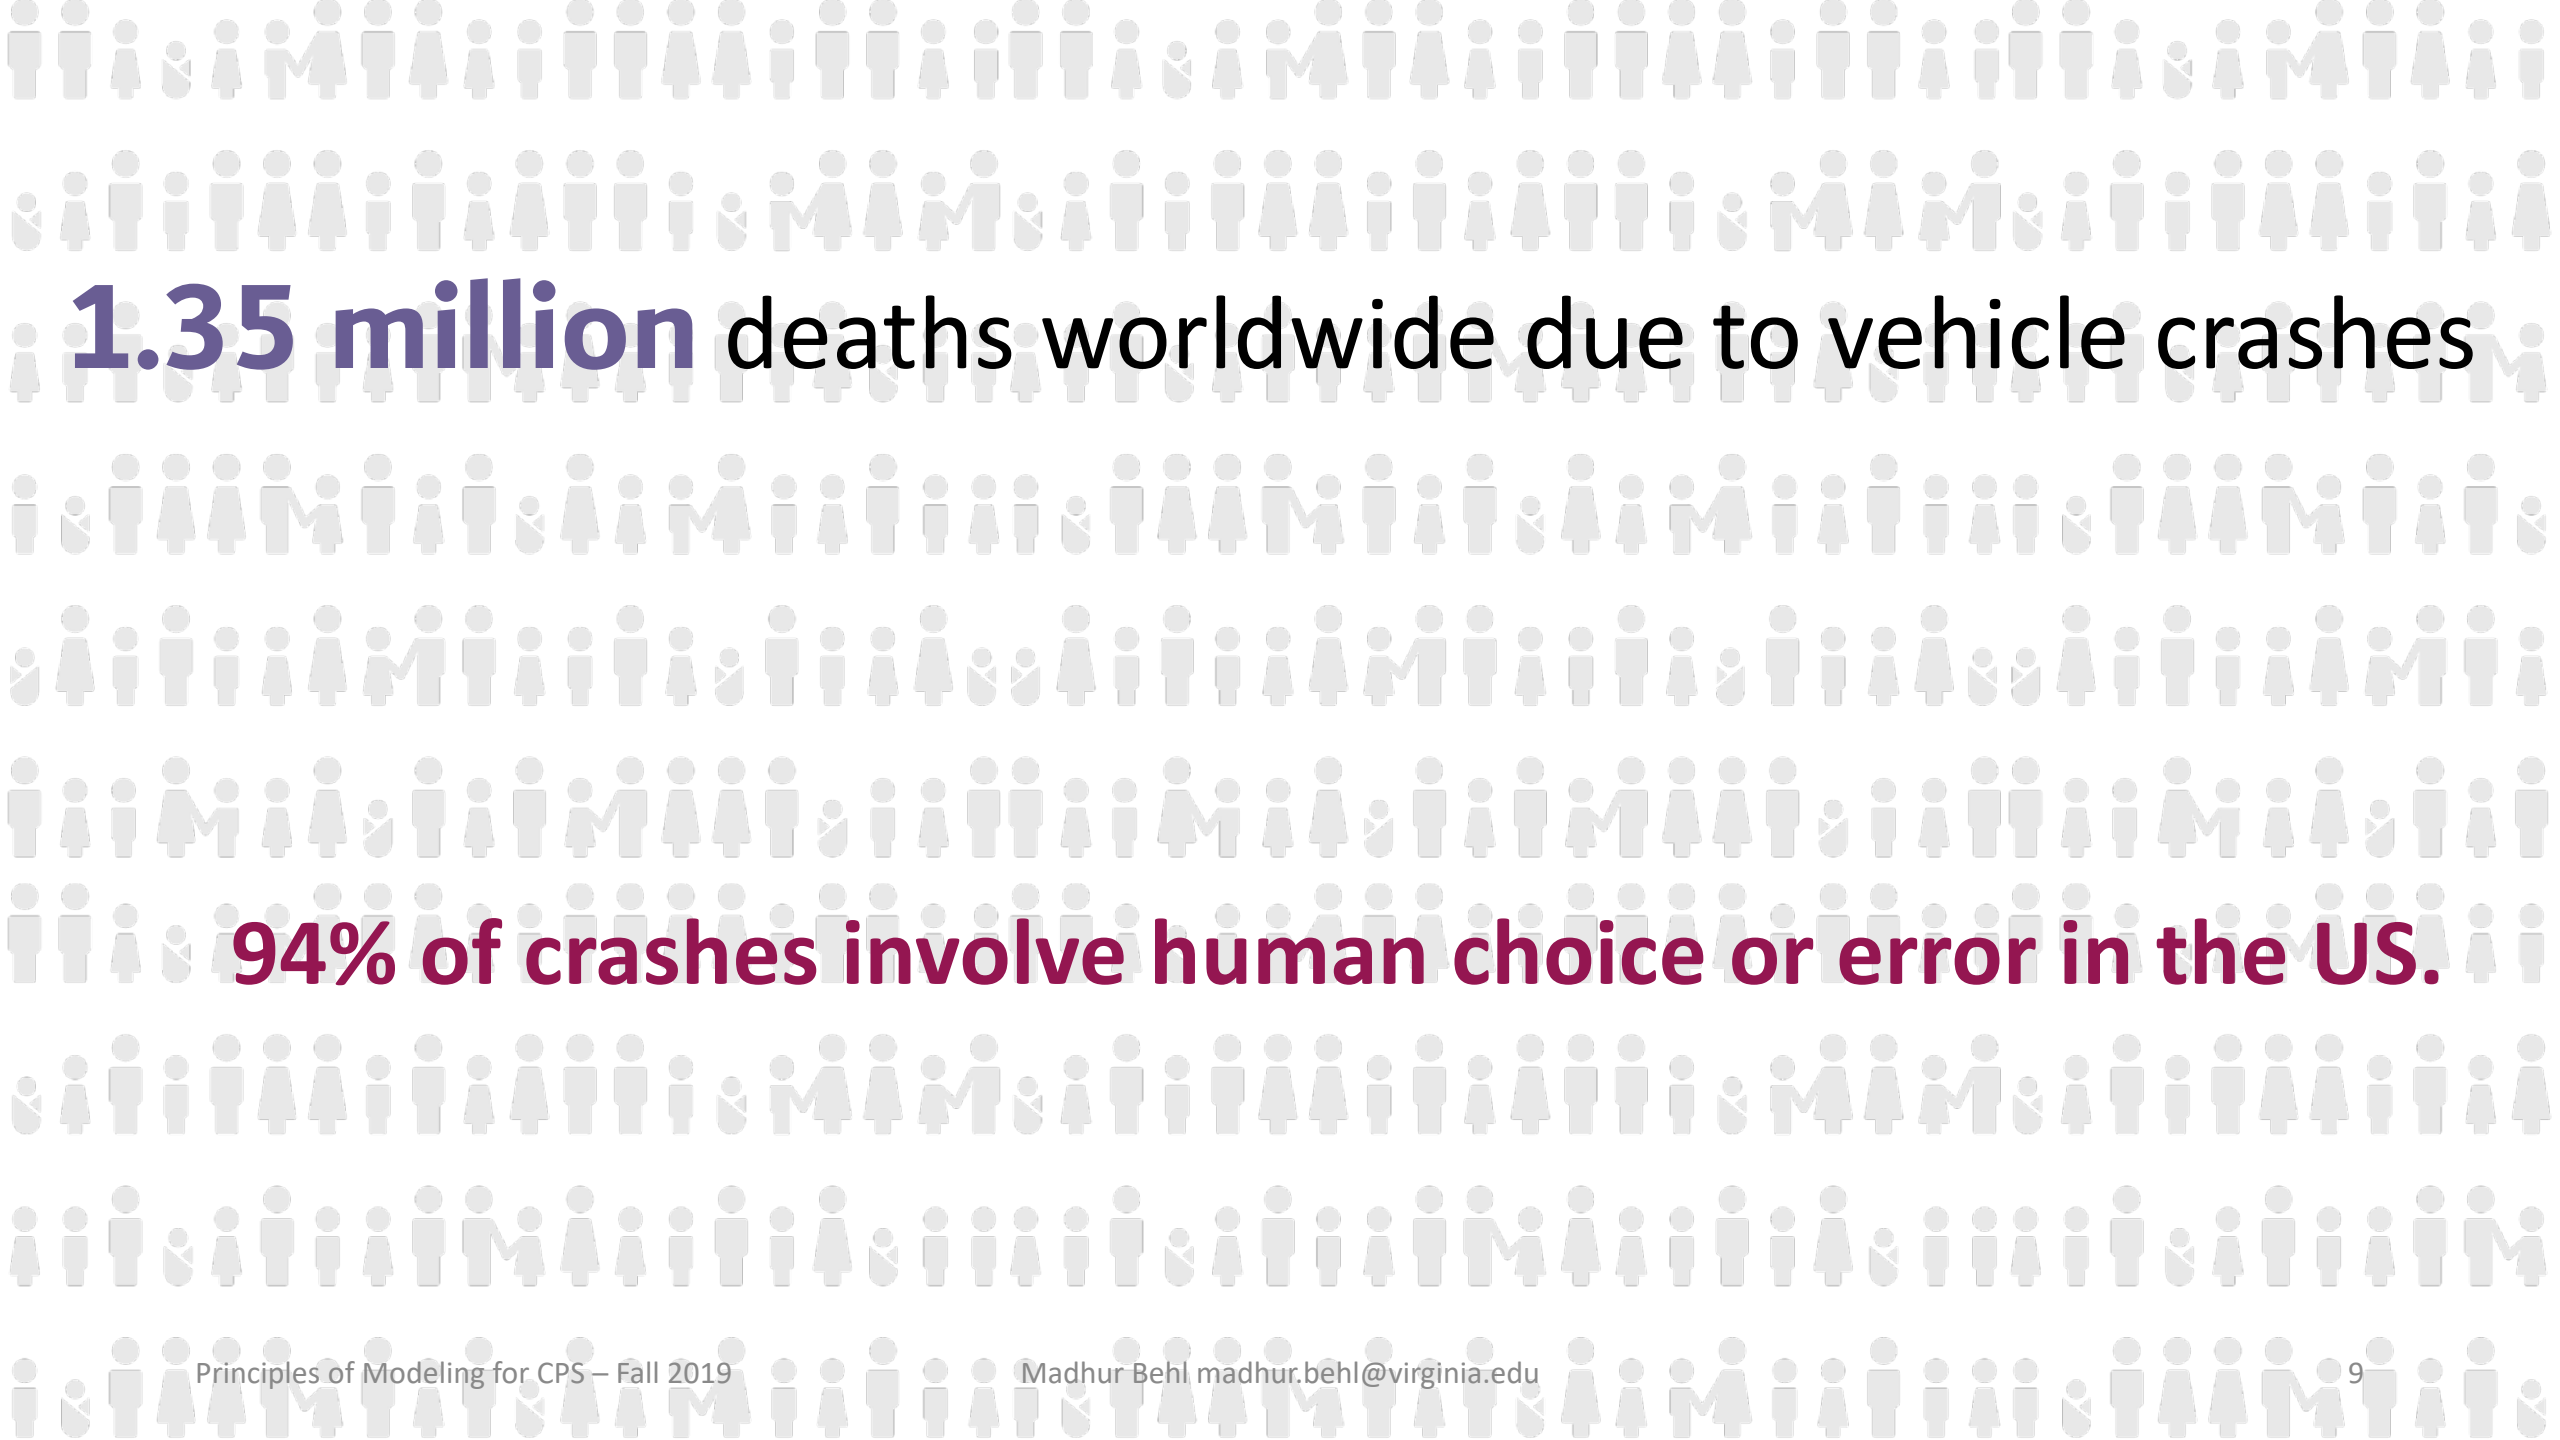 1.35 million deaths worldwide due to vehicle crashes
94% of crashes involve human choice or error in the US.
Principles of Modeling for CPS – Fall 2019
Madhur Behl madhur.behl@virginia.edu
9